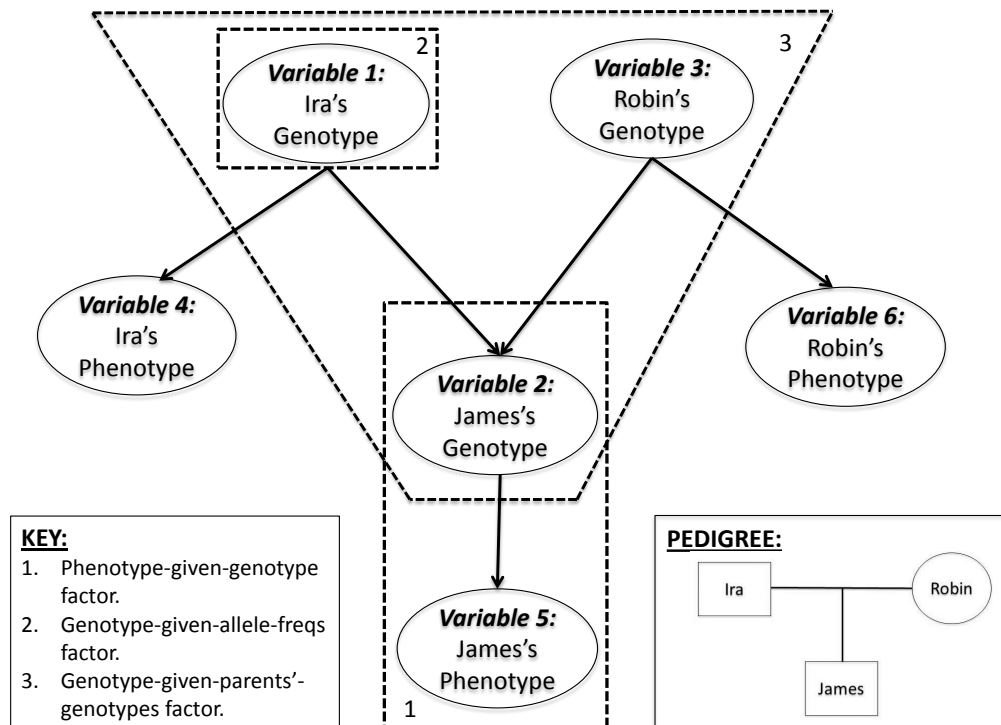 2
3
Variable 1:
Ira's
Genotype
Variable 3:
Robin's
Genotype
Variable 4:
Ira's
Phenotype
Variable 6:
Robin's
Phenotype
Variable 2:
James's
Genotype
Variable 5:
James's
Phenotype
1
KEY:
1. Phenotype-given-genotype
factor.
2. Genotype-given-allele-freqs
factor.
3. Genotype-given-parents'-
genotypes factor.
PEDIGREE:
Ira
Robin
James